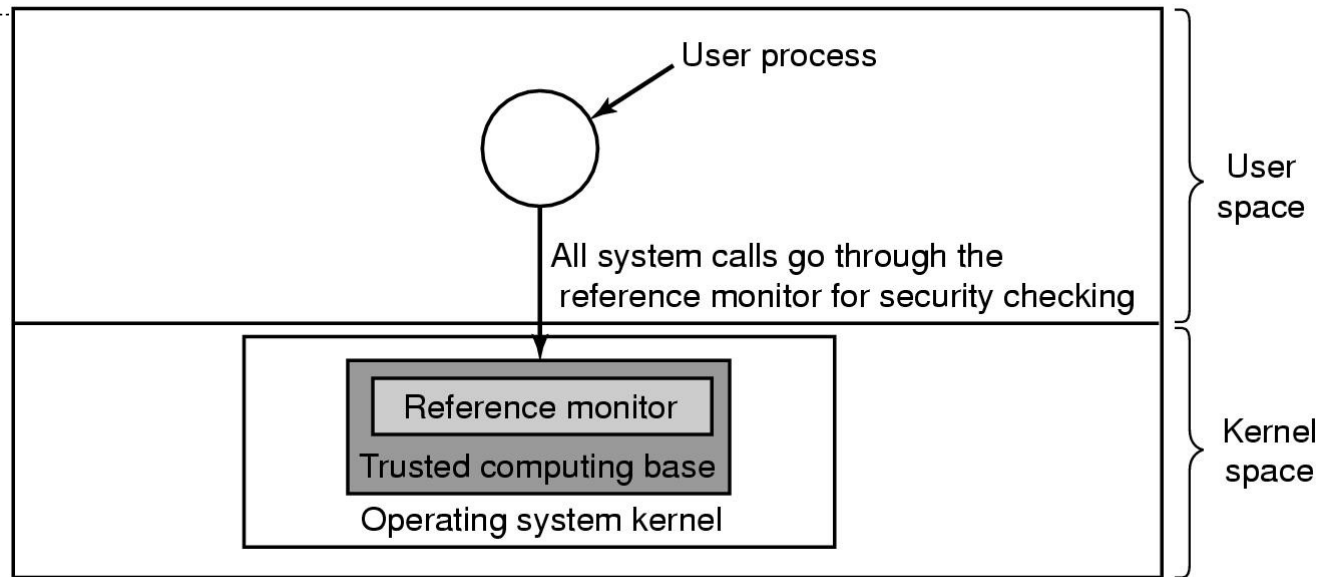 User process
User
space
All system calls go through the
reference monitor for security checking
Reference monitor
Trusted computing base
Operating system kernel
Kernel
space